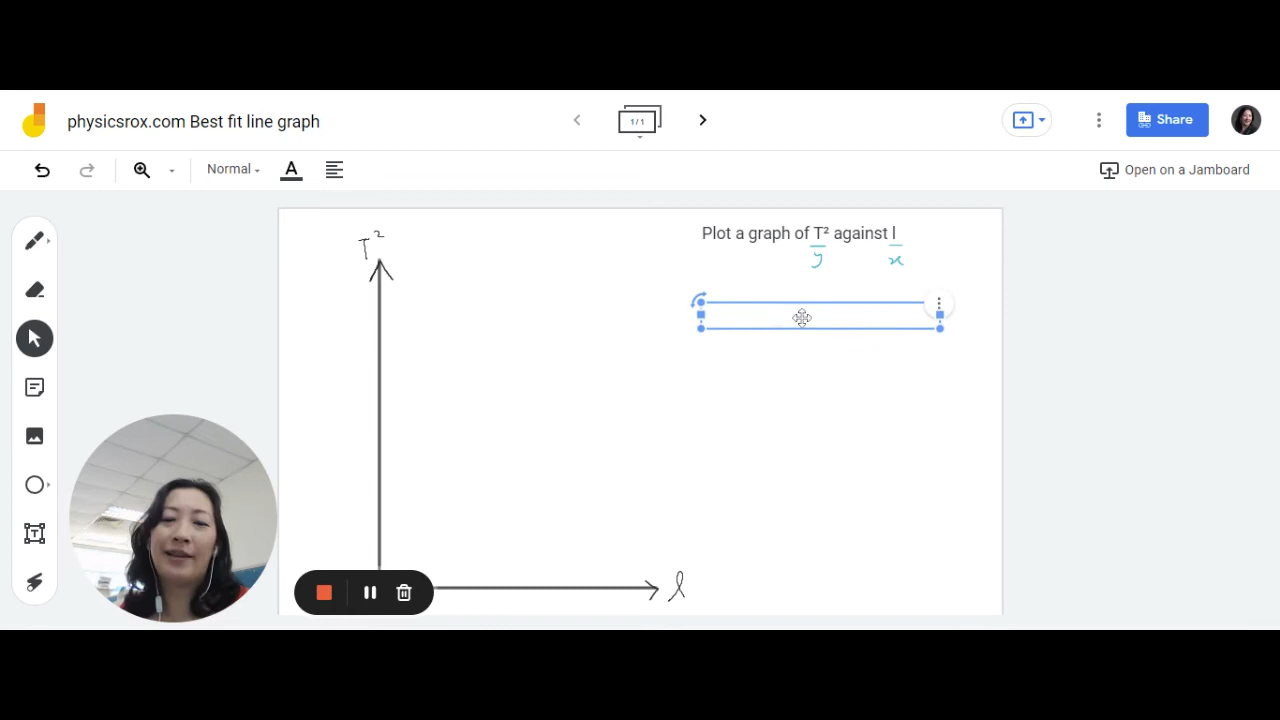 physicsrox.com Best fit line graph
1 / 1
Share
GHD
Normal
A
Open on a Jamboard
T²
Plot a graph of T² against l
y x
T
l